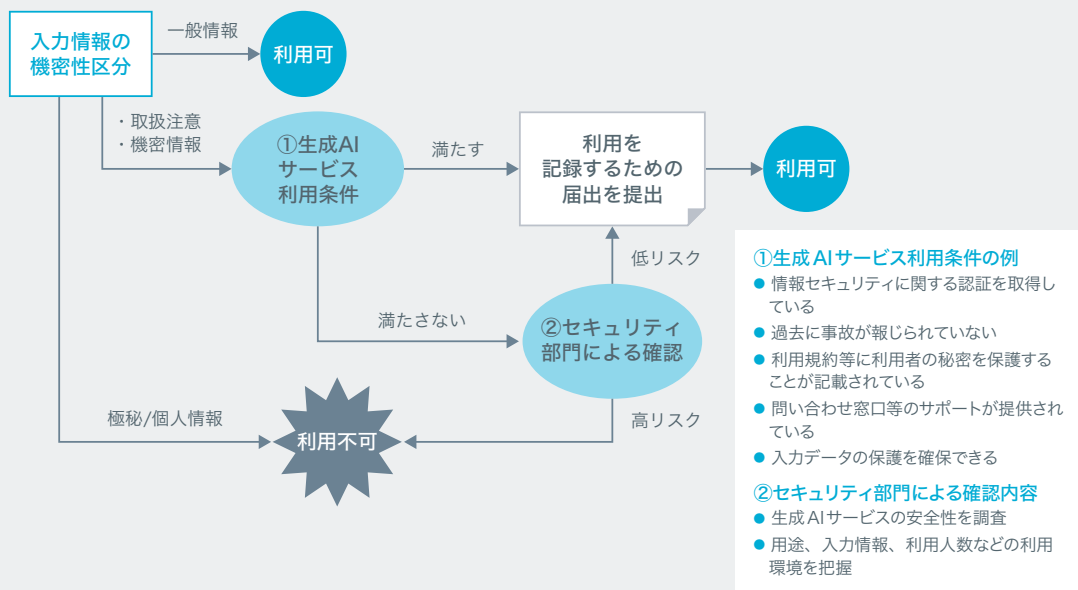 入力情報の
機密性区分
一般情報
利用可
・取扱注意
・機密情報
①生成AI
サービス
利用条件
満たす
利用を
記録するための
届出を提出
利用可
低リスク
満たさない
②セキュリティ
部門による確認
極秘/個人情報
利用不可
高リスク
①生成AIサービス利用条件の例
● 情報セキュリティに関する認証を取得し
ている
● 過去に事故が報じられていない
● 利用規約等に利用者の秘密を保護する
ことが記載されている
● 問い合わせ窓口等のサポートが提供され
ている
● 入力データの保護を確保できる
②セキュリティ部門による確認内容
● 生成AIサービスの安全性を調査
● 用途、入力情報、利用人数などの利用
環境を把握